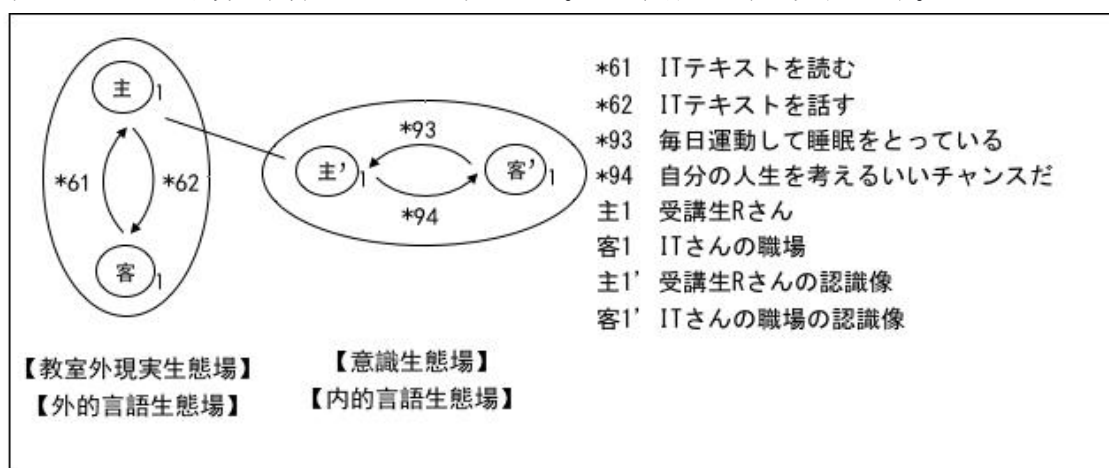 主1
*61
*62
客1
*93
主’1
客’1
*94
*61 ITテキストを読む
*62 ITテキストを話す
*93 毎日運動して睡眠をとっている
*94 自分の人生を考えるいいチャンスだ
主1 受講生Rさん
客1 ITさんの職場
主1’ 受講生Rさんの認識像
客1’ ITさんの職場の認識像
【教室外現実生態場】
【外的言語生態場】
【意識生態場】
【内的言語生態場】